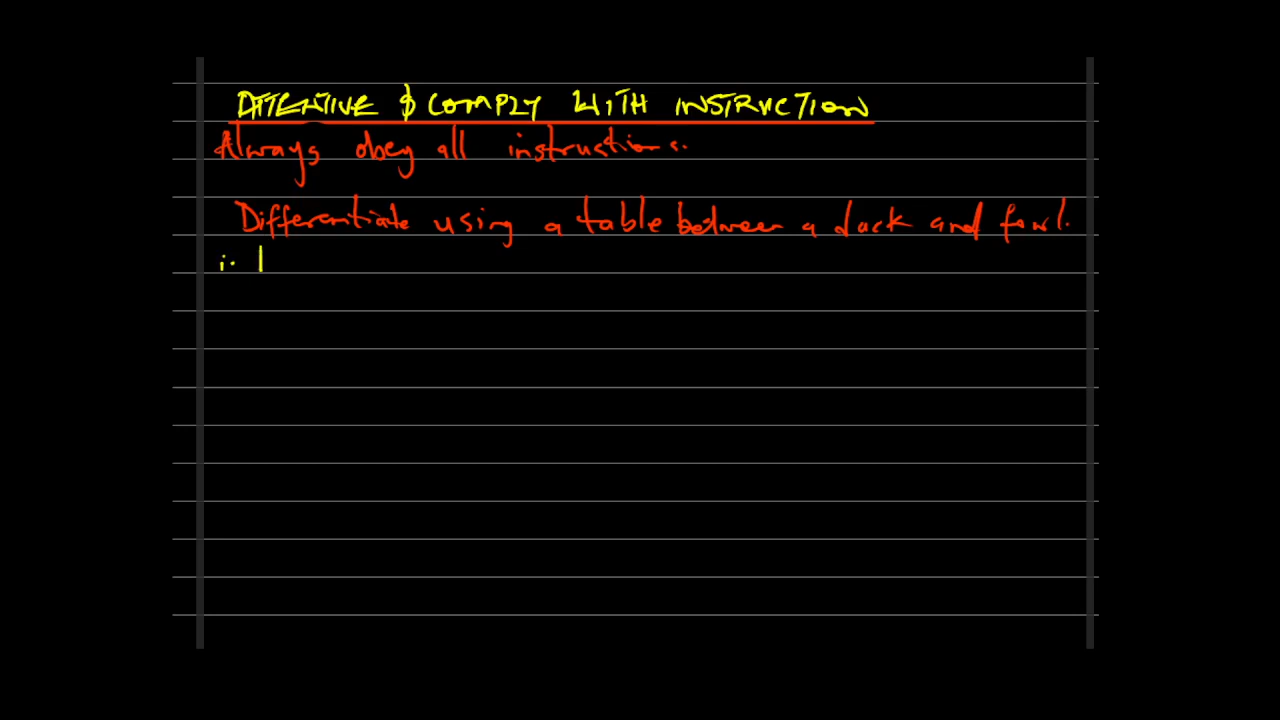 ATTENTIVE & COMPLY WITH INSTRUCTION
Always obey all instructions.
Differentiate using a table between a duck and fowl.
i. |